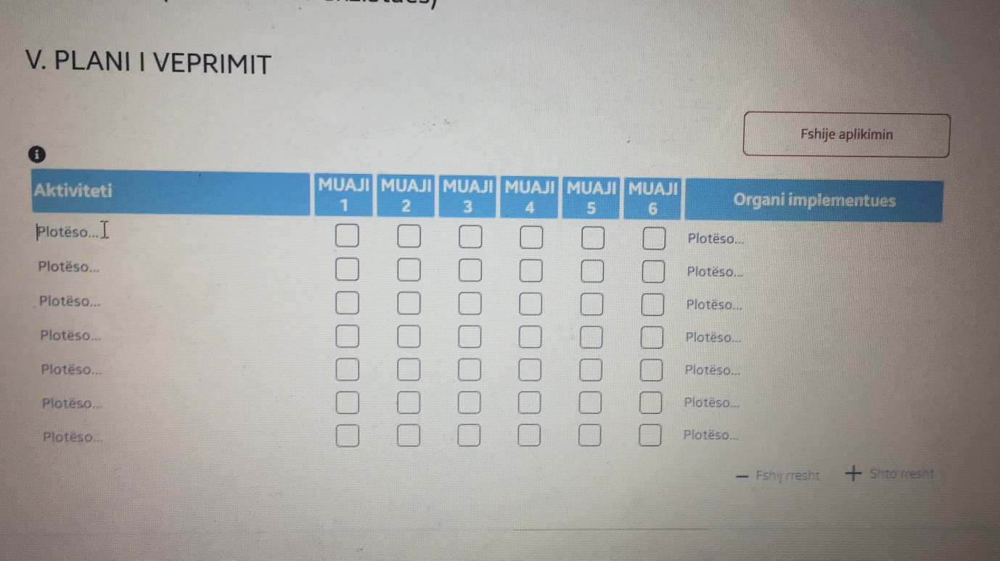 V. PLANI I VEPRIMIT
Fshije aplikimin
Aktiviteti MUAJI 1 MUAJI 2 MUAJI 3 MUAJI 4 MUAJI 5 MUAJI 6 Organi implementues
Plotëso... Plotëso...
Plotëso... Plotëso...
Plotëso... Plotëso...
Plotëso... Plotëso...
Plotëso... Plotëso...
Plotëso... Plotëso...
Plotëso... Plotëso...
Fshij rresht Shto rresht